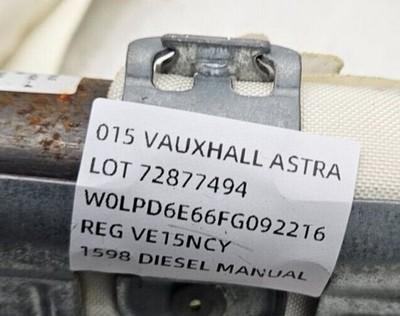 015 VAUXHALL ASTRA
LOT 72877494
W0LPD6E66FG092216
REG VE15NCY
1598 DIESEL MANUAL